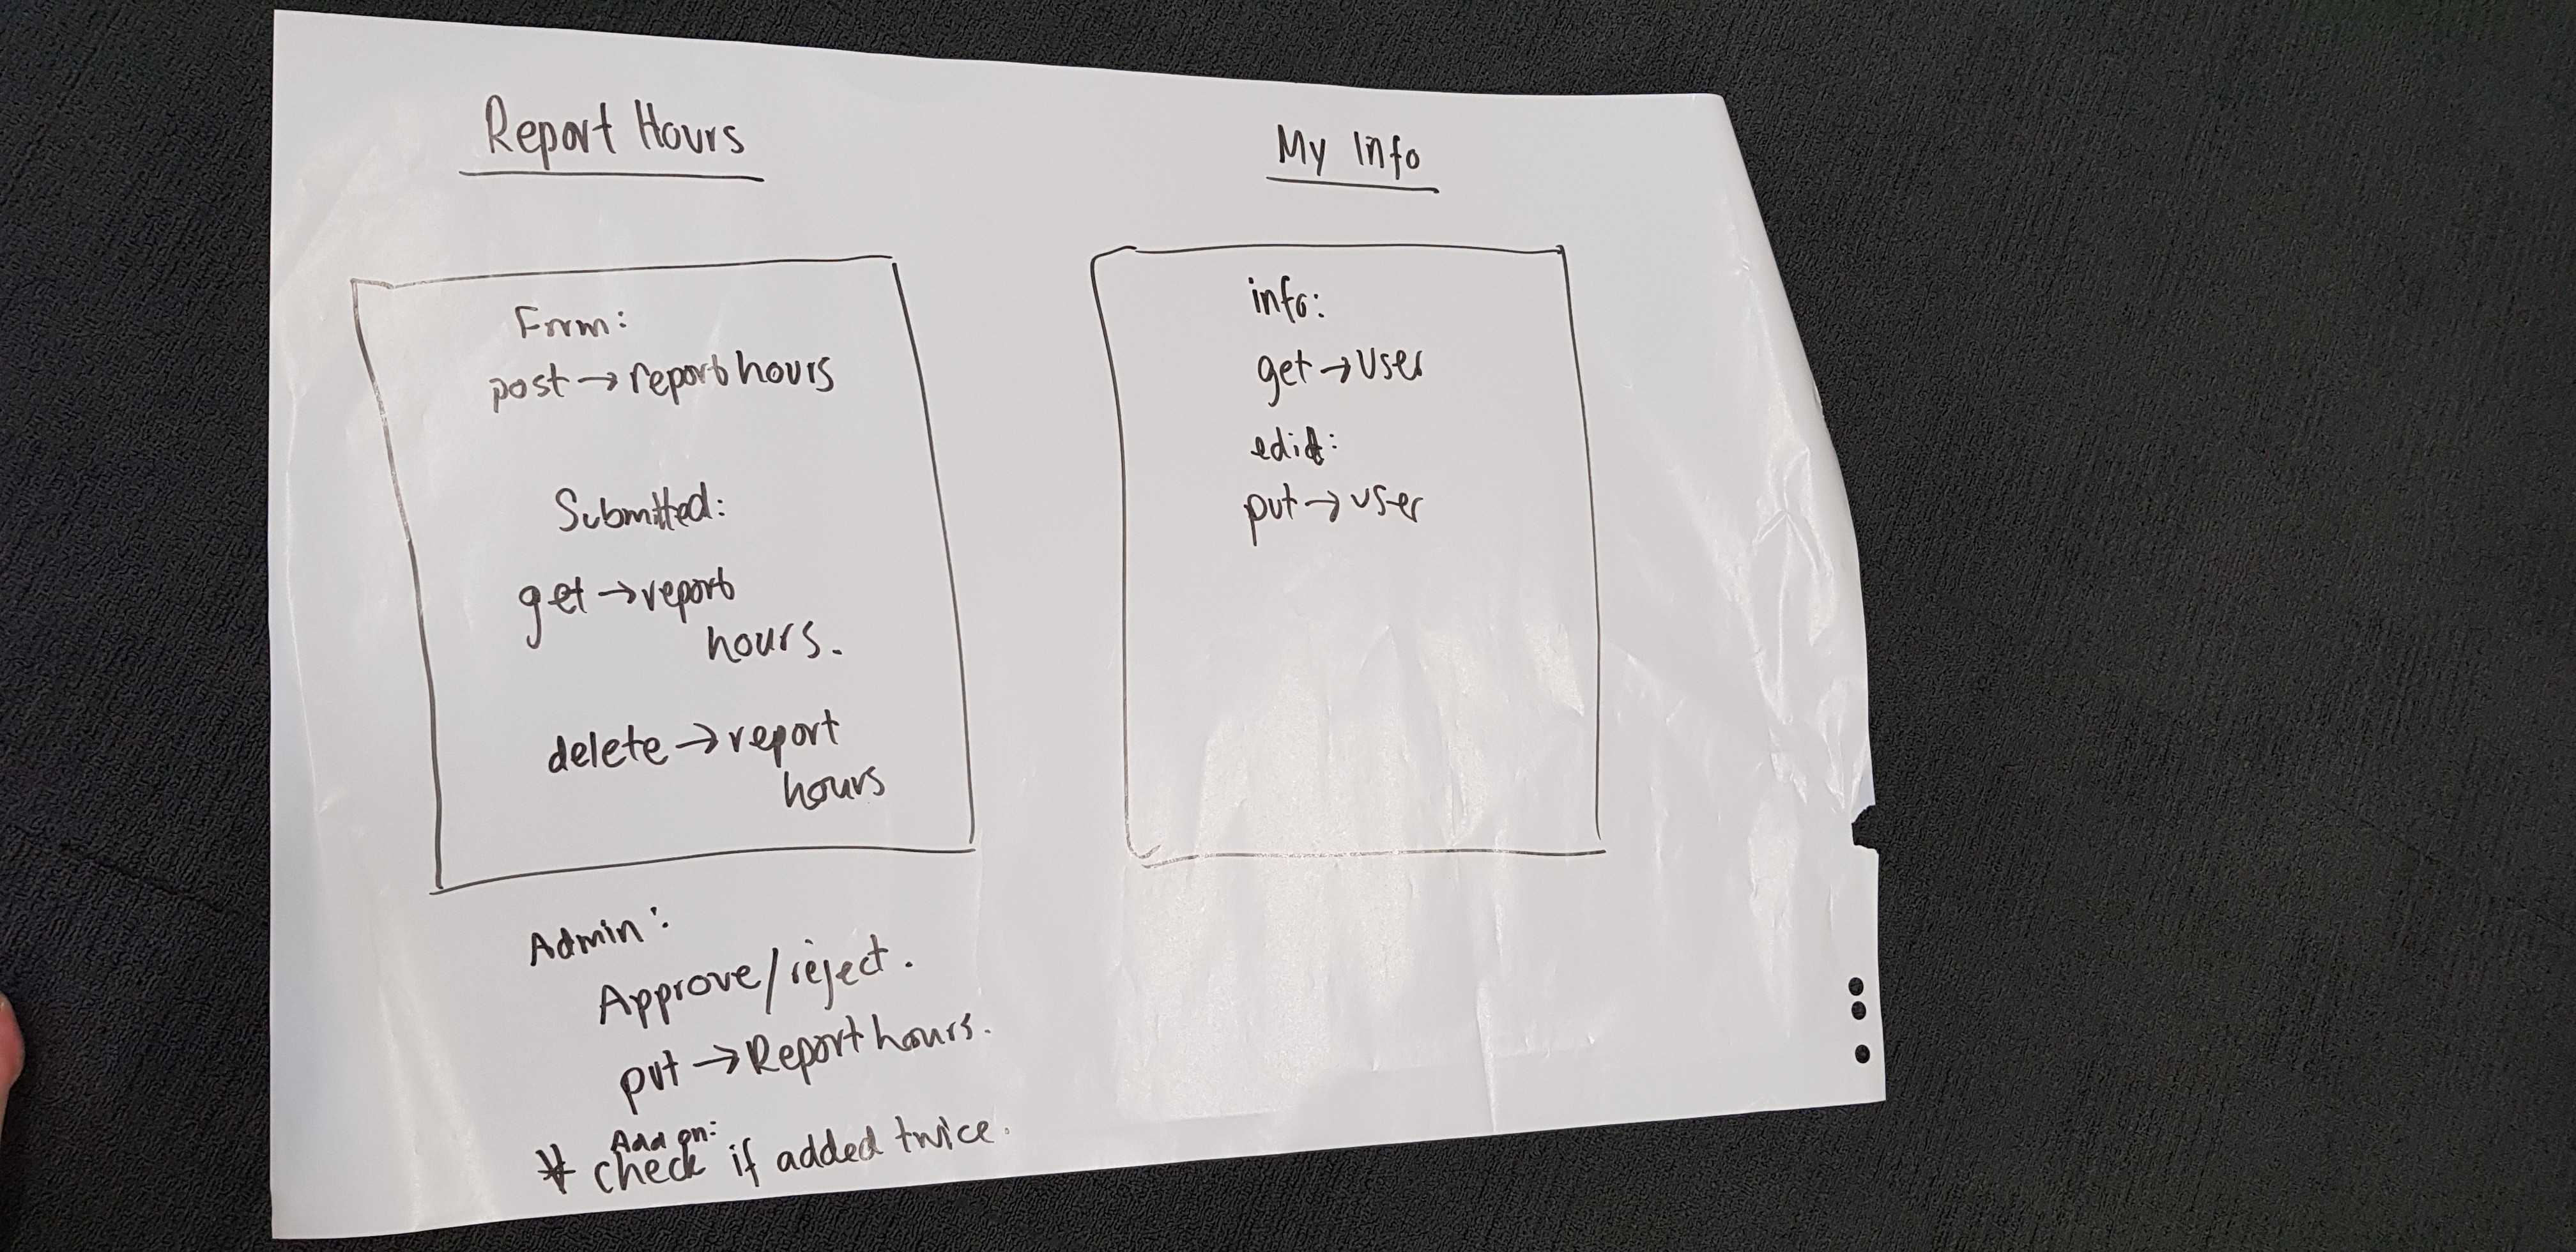 Report Hours
Form:
post → report hours
Submitted:
get → report
hours.
delete → report
hours
Admin:
Approve/reject.
put → Report hours.
Add on:
* check if added twice.
My Info
info:
get → User
edit:
put → user